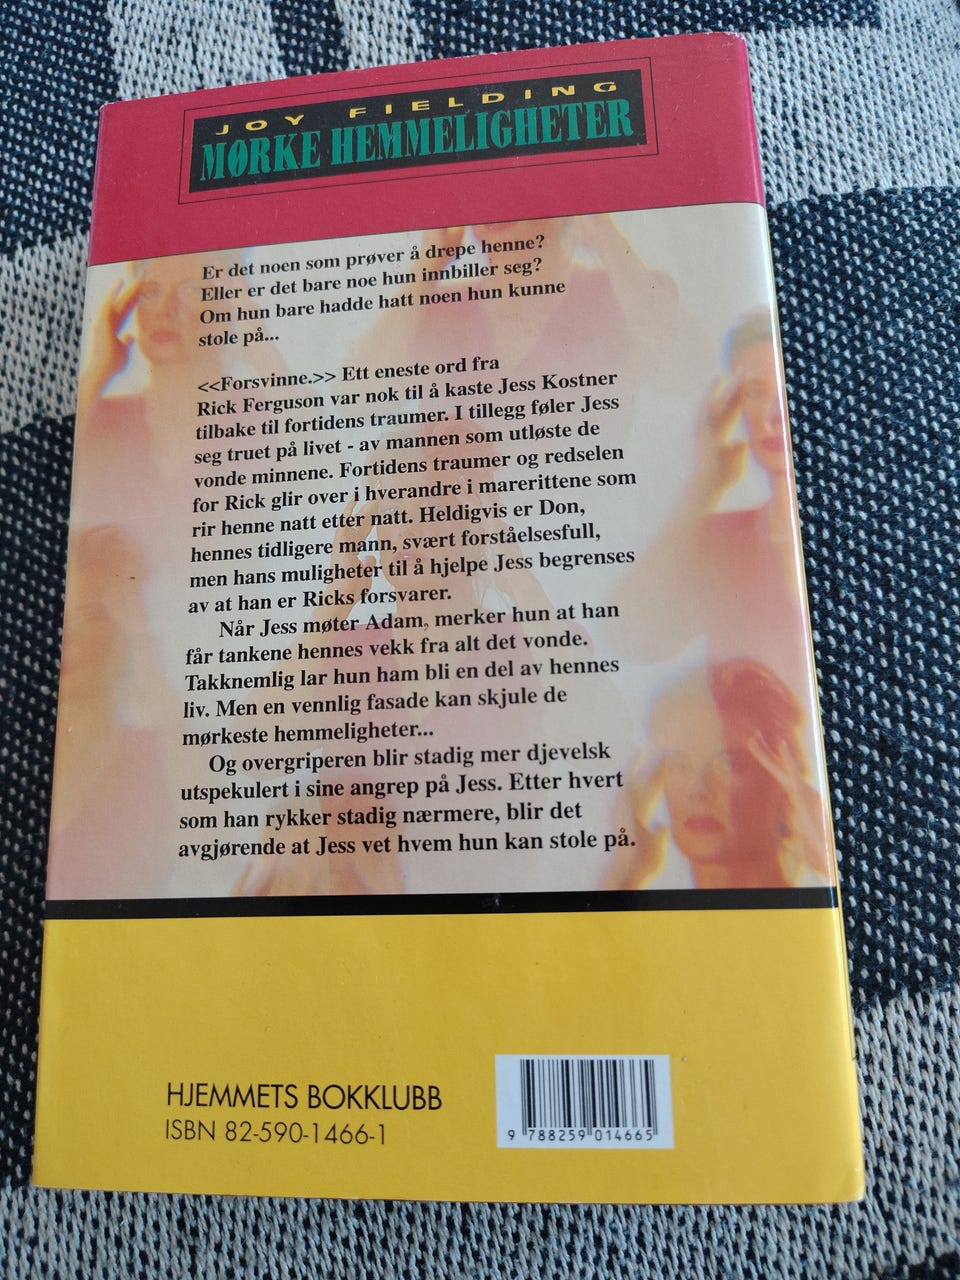 JOY FIELDING
MØRKE HEMMELIGHETER
Er det noen som prøver å drepe henne?
Eller er det bare noe hun innbiller seg?
Om hun bare hadde hatt noen hun kunne
stole på...
<<Forsvinne.>> Ett eneste ord fra
Rick Ferguson var nok til å kaste Jess Kostner
tilbake til fortidens traumer. I tillegg føler Jess
seg truet på livet - av mannen som utløste de
vonde minnene. Fortidens traumer og redselen
for Rick glir over i hverandre i marerittene som
rir henne natt etter natt. Heldigvis er Don,
hennes tidligere mann, svært forståelsesfull,
men hans muligheter til å hjelpe Jess begrenses
av at han er Ricks forsvarer.
Når Jess møter Adam, merker hun at han
får tankene hennes vekk fra alt det vonde.
Takknemlig lar hun ham bli en del av hennes
liv. Men en vennlig fasade kan skjule de
mørkeste hemmeligheter...
Og overgriperen blir stadig mer djevelsk
utspekulert i sine angrep på Jess. Etter hvert
som han rykker stadig nærmere, blir det
avgjørende at Jess vet hvem hun kan stole på.
HJEMMETS BOKKLUBB
ISBN 82-590-1466-1
9 788259 014665